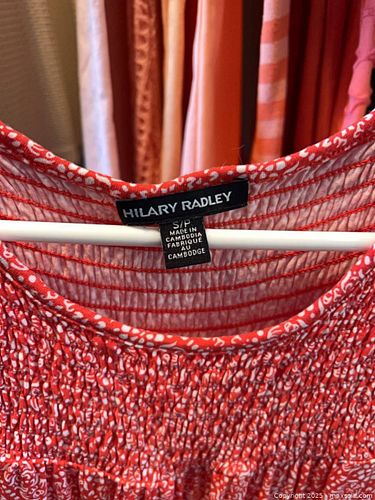 HILARY RADLEY
S/P
MADE IN
CAMBODIA
FABRIQUÉ
AU
CAMBODGE
Copyright 2025 • maxsold.com